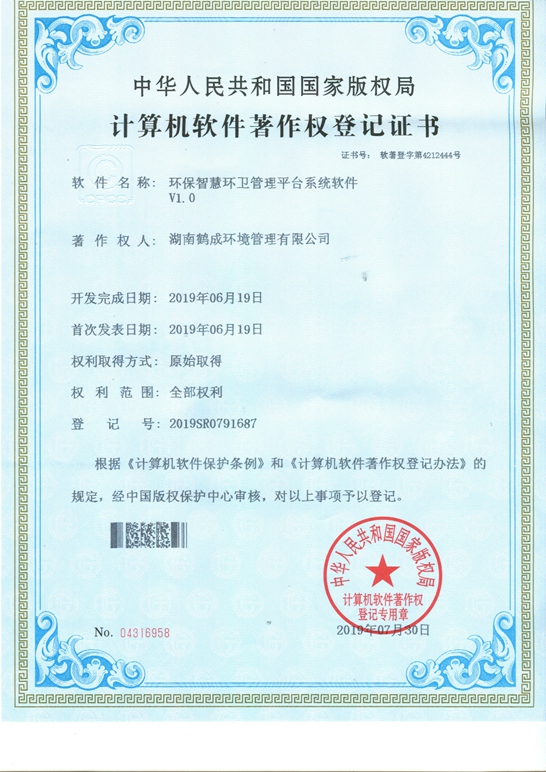 中华人民共和国国家版权局
计算机软件著作权登记证书
证书号： 软著登字第4212444号
软件名称： 环保智慧环卫管理平台系统软件
V1.0
著作权人： 湖南鹤成环境管理有限公司
开发完成日期： 2019年06月19日
首次发表日期： 2019年06月19日
权利取得方式： 原始取得
权利范围： 全部权利
登记号： 2019SR0791687
根据《计算机软件保护条例》和《计算机软件著作权登记办法》的
规定，经中国版权保护中心审核，对以上事项予以登记。
中华人民共和国国家版权局
计算机软件著作权
登记专用章
No. 04316958
2019年07月30日